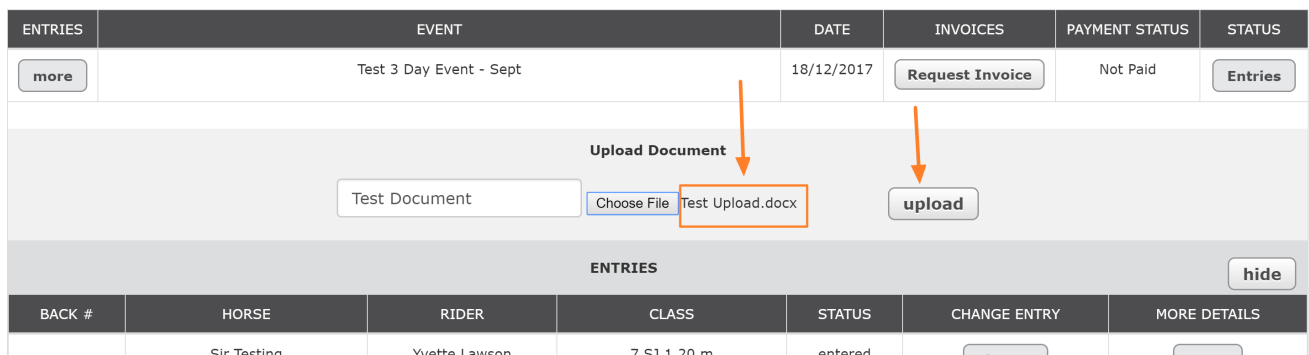 ENTRIES EVENT DATE INVOICES PAYMENT STATUS STATUS
more Test 3 Day Event - Sept 18/12/2017 Request Invoice Not Paid Entries
Upload Document
Test Document Choose File Test Upload.docx upload
ENTRIES
hide
BACK # HORSE RIDER CLASS STATUS CHANGE ENTRY MORE DETAILS
Sir Testing Yvette Lawson 7 SJ 1.20 m entered